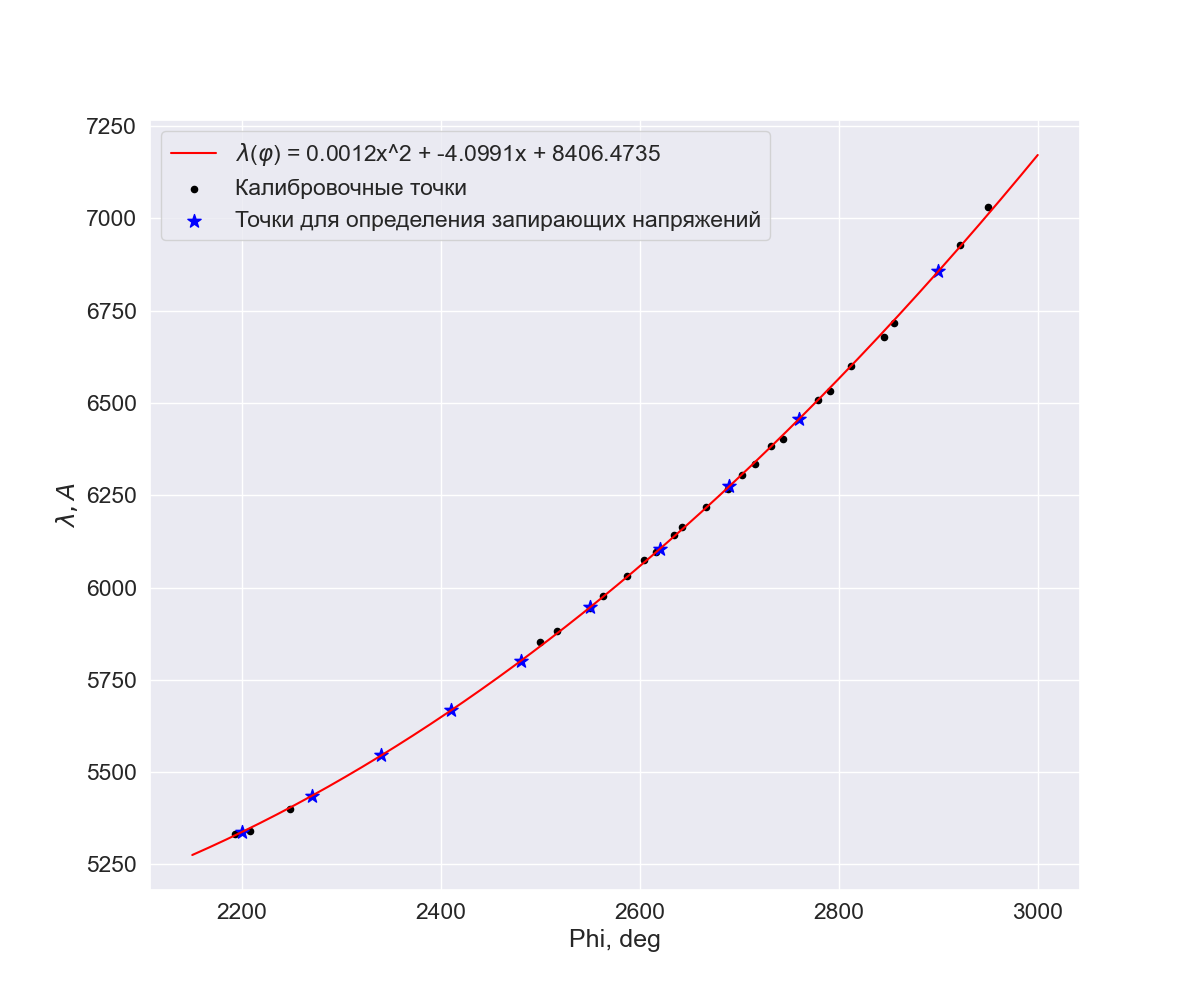 λ(φ) = 0.0012x^2 + -4.0991x + 8406.4735
Калибровочные точки
Точки для определения запирающих напряжений
7250
7000
6750
6500
6250
6000
5750
5500
5250
λ, A
2200 2400 2600 2800 3000
Phi, deg